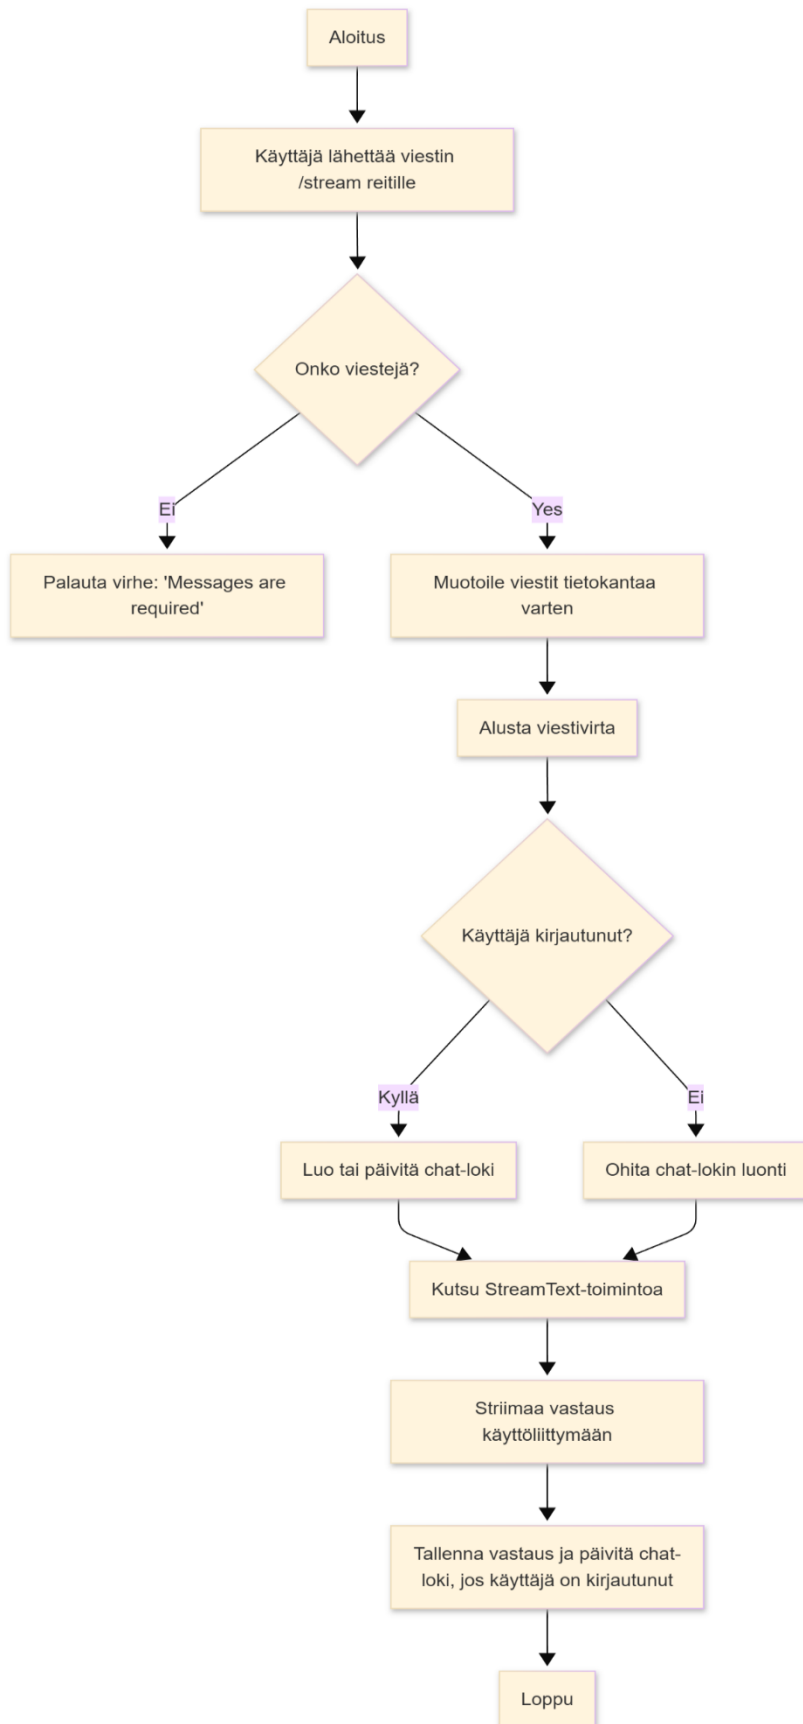 Aloitus
Käyttäjä lähettää viestin
/stream reitille
Onko viestejä?
Ei
Yes
Palauta virhe: 'Messages are
required'
Muotoile viestit tietokantaa
varten
Alusta viestivirta
Käyttäjä kirjautunut?
Kyllä
Ei
Luo tai päivitä chat-loki
Ohita chat-lokin luonti
Kutsu StreamText-toimintoa
Striimaa vastaus
käyttöliittymään
Tallenna vastaus ja päivitä chat-
loki, jos käyttäjä on kirjautunut
Loppu